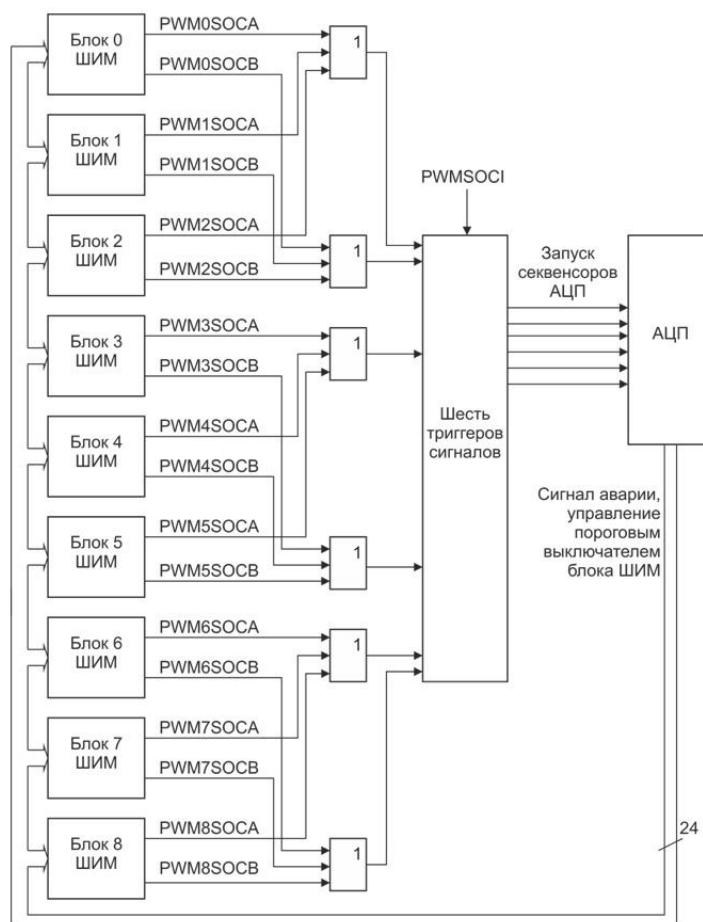 Блок 0
ШИМ
PWM0SOCA
PWM0SOCB
1
Блок 1
ШИМ
PWM1SOCA
PWM1SOCB
Блок 2
ШИМ
PWM2SOCA
PWM2SOCB
1
Блок 3
ШИМ
PWM3SOCA
PWM3SOCB
1
Блок 4
ШИМ
PWM4SOCA
PWM4SOCB
Блок 5
ШИМ
PWM5SOCA
PWM5SOCB
1
Блок 6
ШИМ
PWM6SOCA
PWM6SOCB
1
Блок 7
ШИМ
PWM7SOCA
PWM7SOCB
Блок 8
ШИМ
PWM8SOCA
PWM8SOCB
1
PWMSOCI
Шесть
триггеров
сигналов
Запуск
секвенсоров
АЦП
АЦП
Сигнал аварии,
управление
пороговым
выключателем
блока ШИМ
24